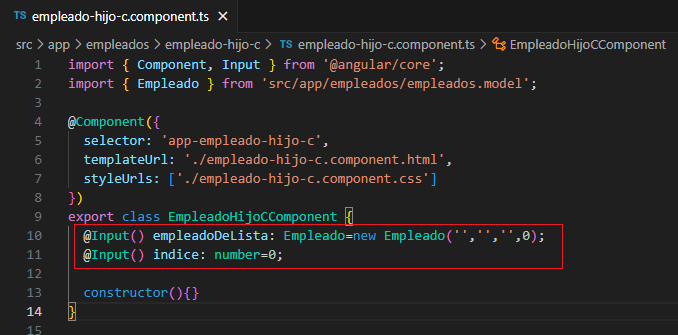 TS empleado-hijo-c.component.ts ×
src > app > empleados > empleado-hijo-c > TS empleado-hijo-c.component.ts > EmpleadoHijoCComponent
1 import { Component, Input } from '@angular/core';
2 import { Empleado } from 'src/app/empleados/empleados.model';
3
4 @Component({
5 selector: 'app-empleado-hijo-c',
6 templateUrl: './empleado-hijo-c.component.html',
7 styleUrls: ['./empleado-hijo-c.component.css']
8 })
9 export class EmpleadoHijoCComponent {
10 @Input() empleadoDeLista: Empleado=new Empleado('','','',0);
11 @Input() indice: number=0;
12
13 constructor(){}
14 }
15